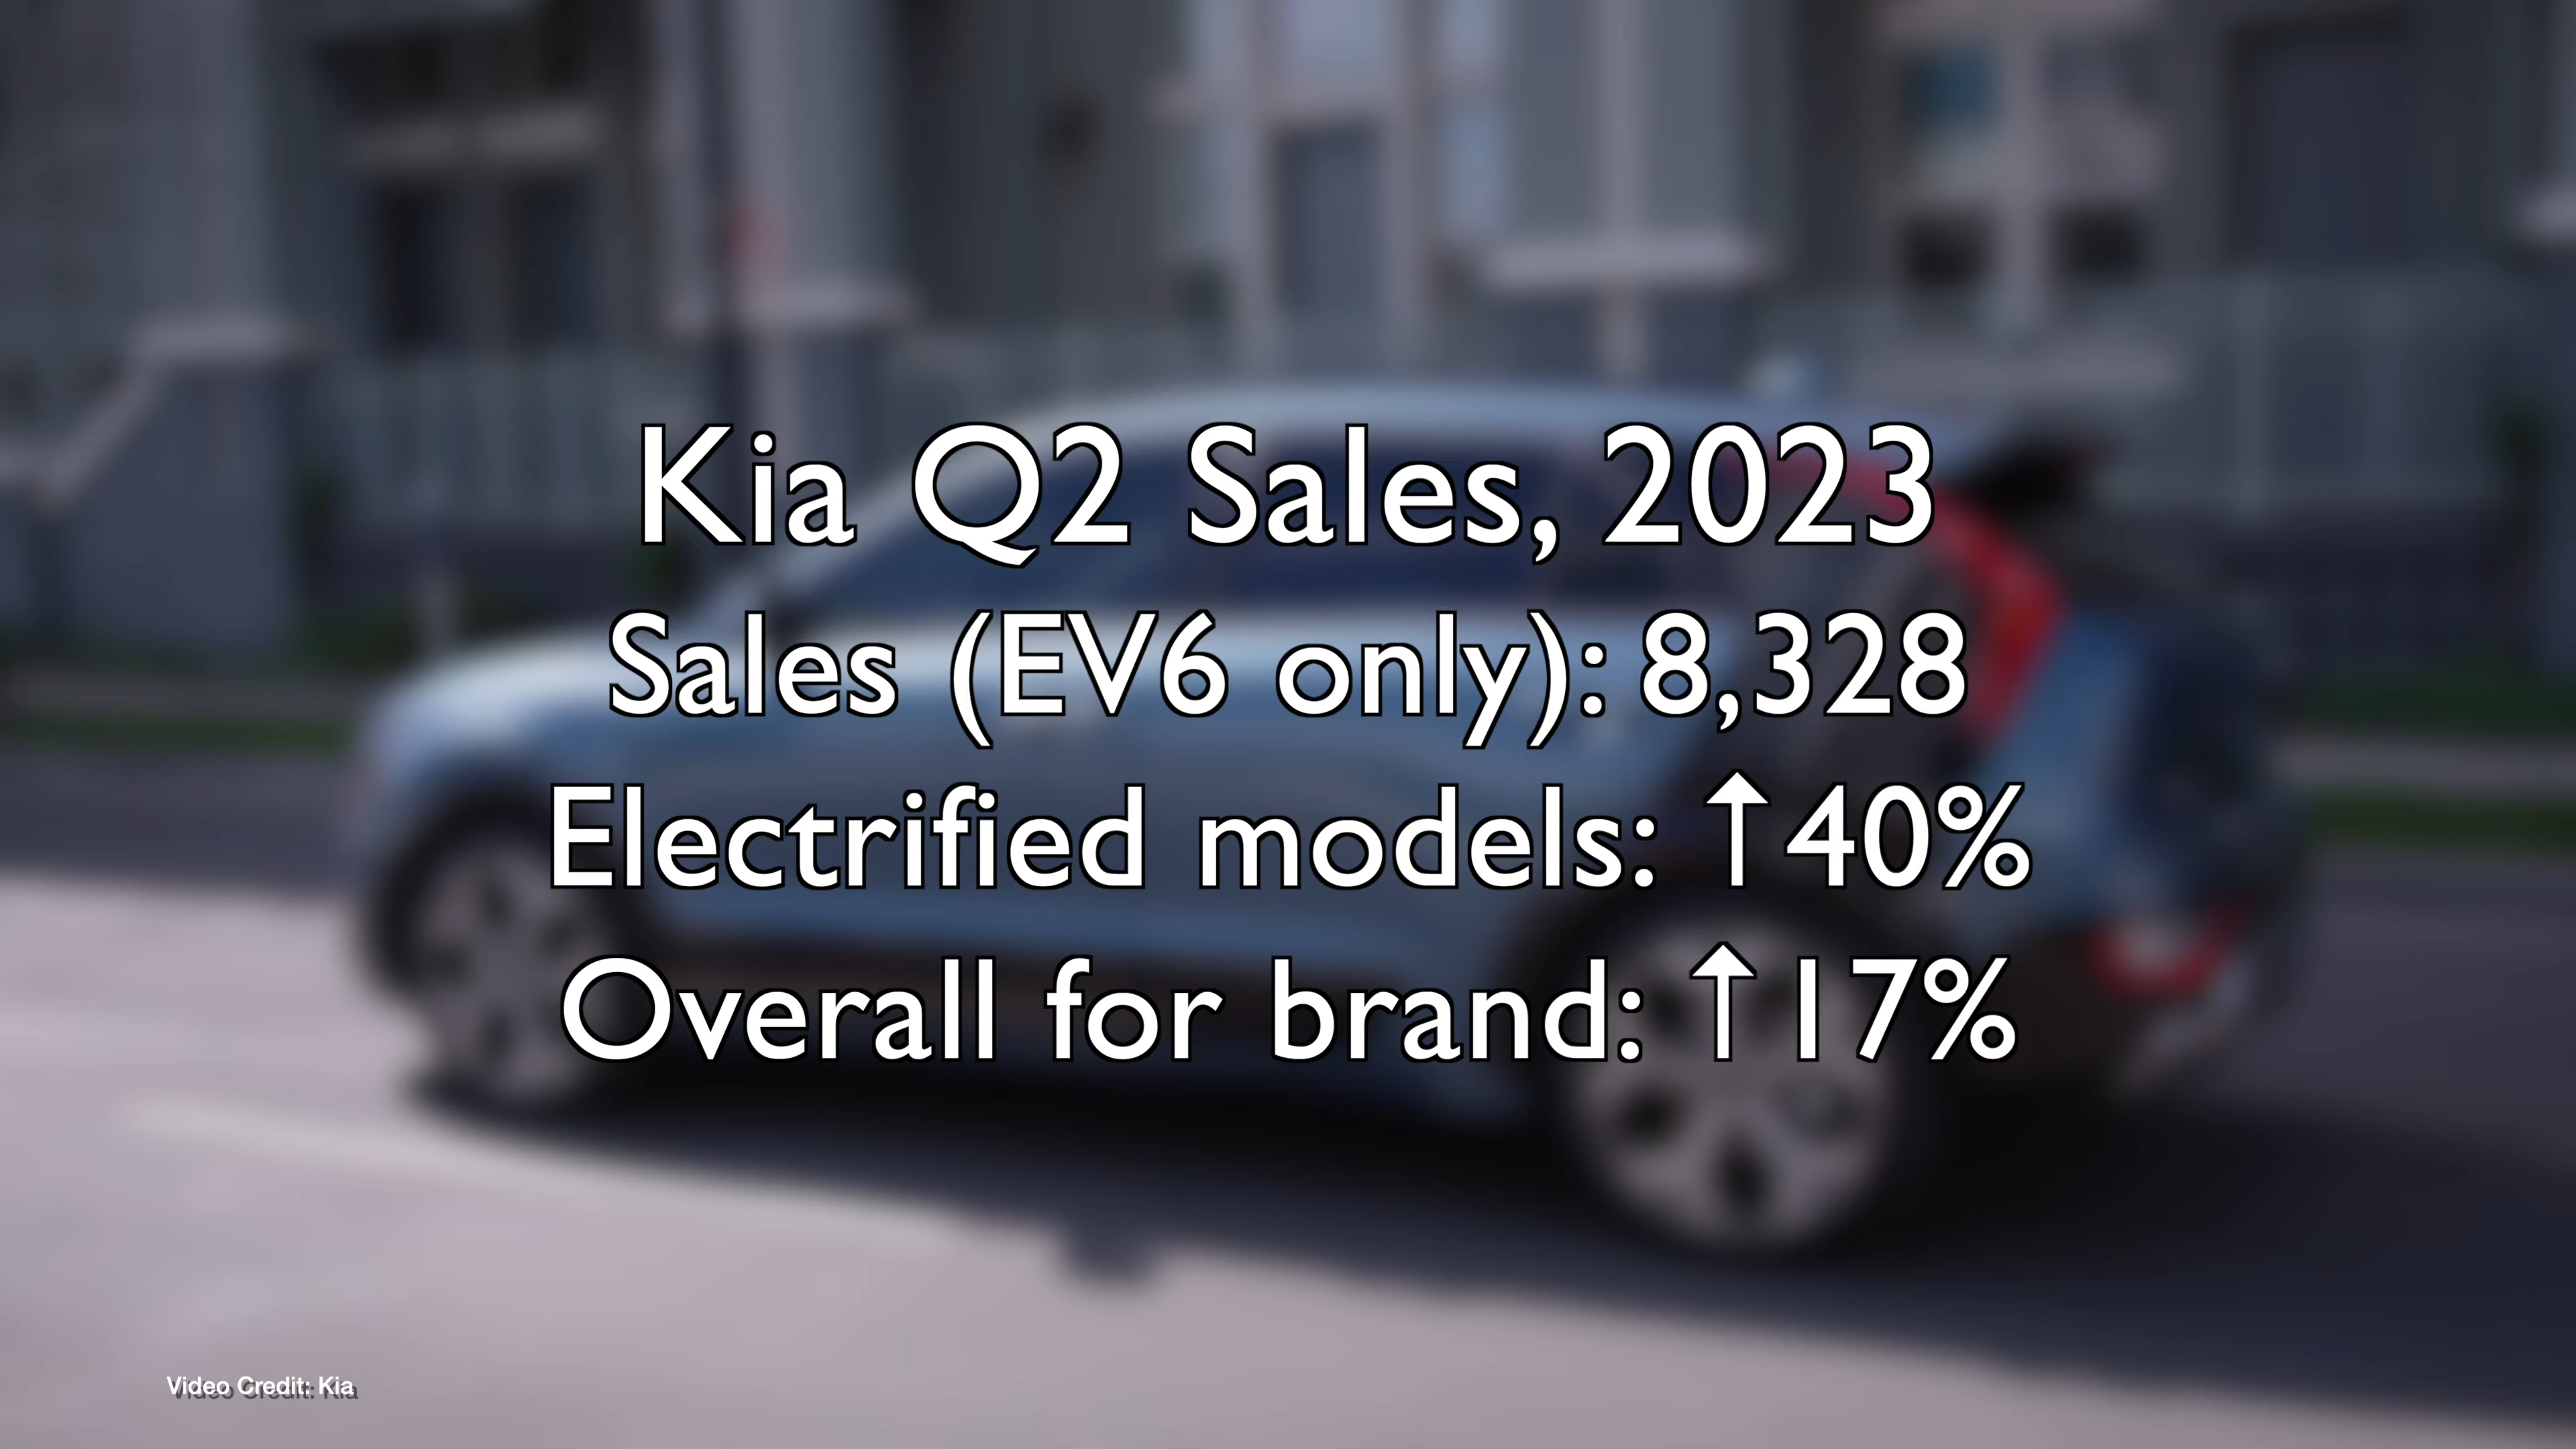 Kia Q2 Sales, 2023
Sales (EV6 only): 8,328
Electrified models: ↑40%
Overall for brand: ↑17%
Video Credit: Kia